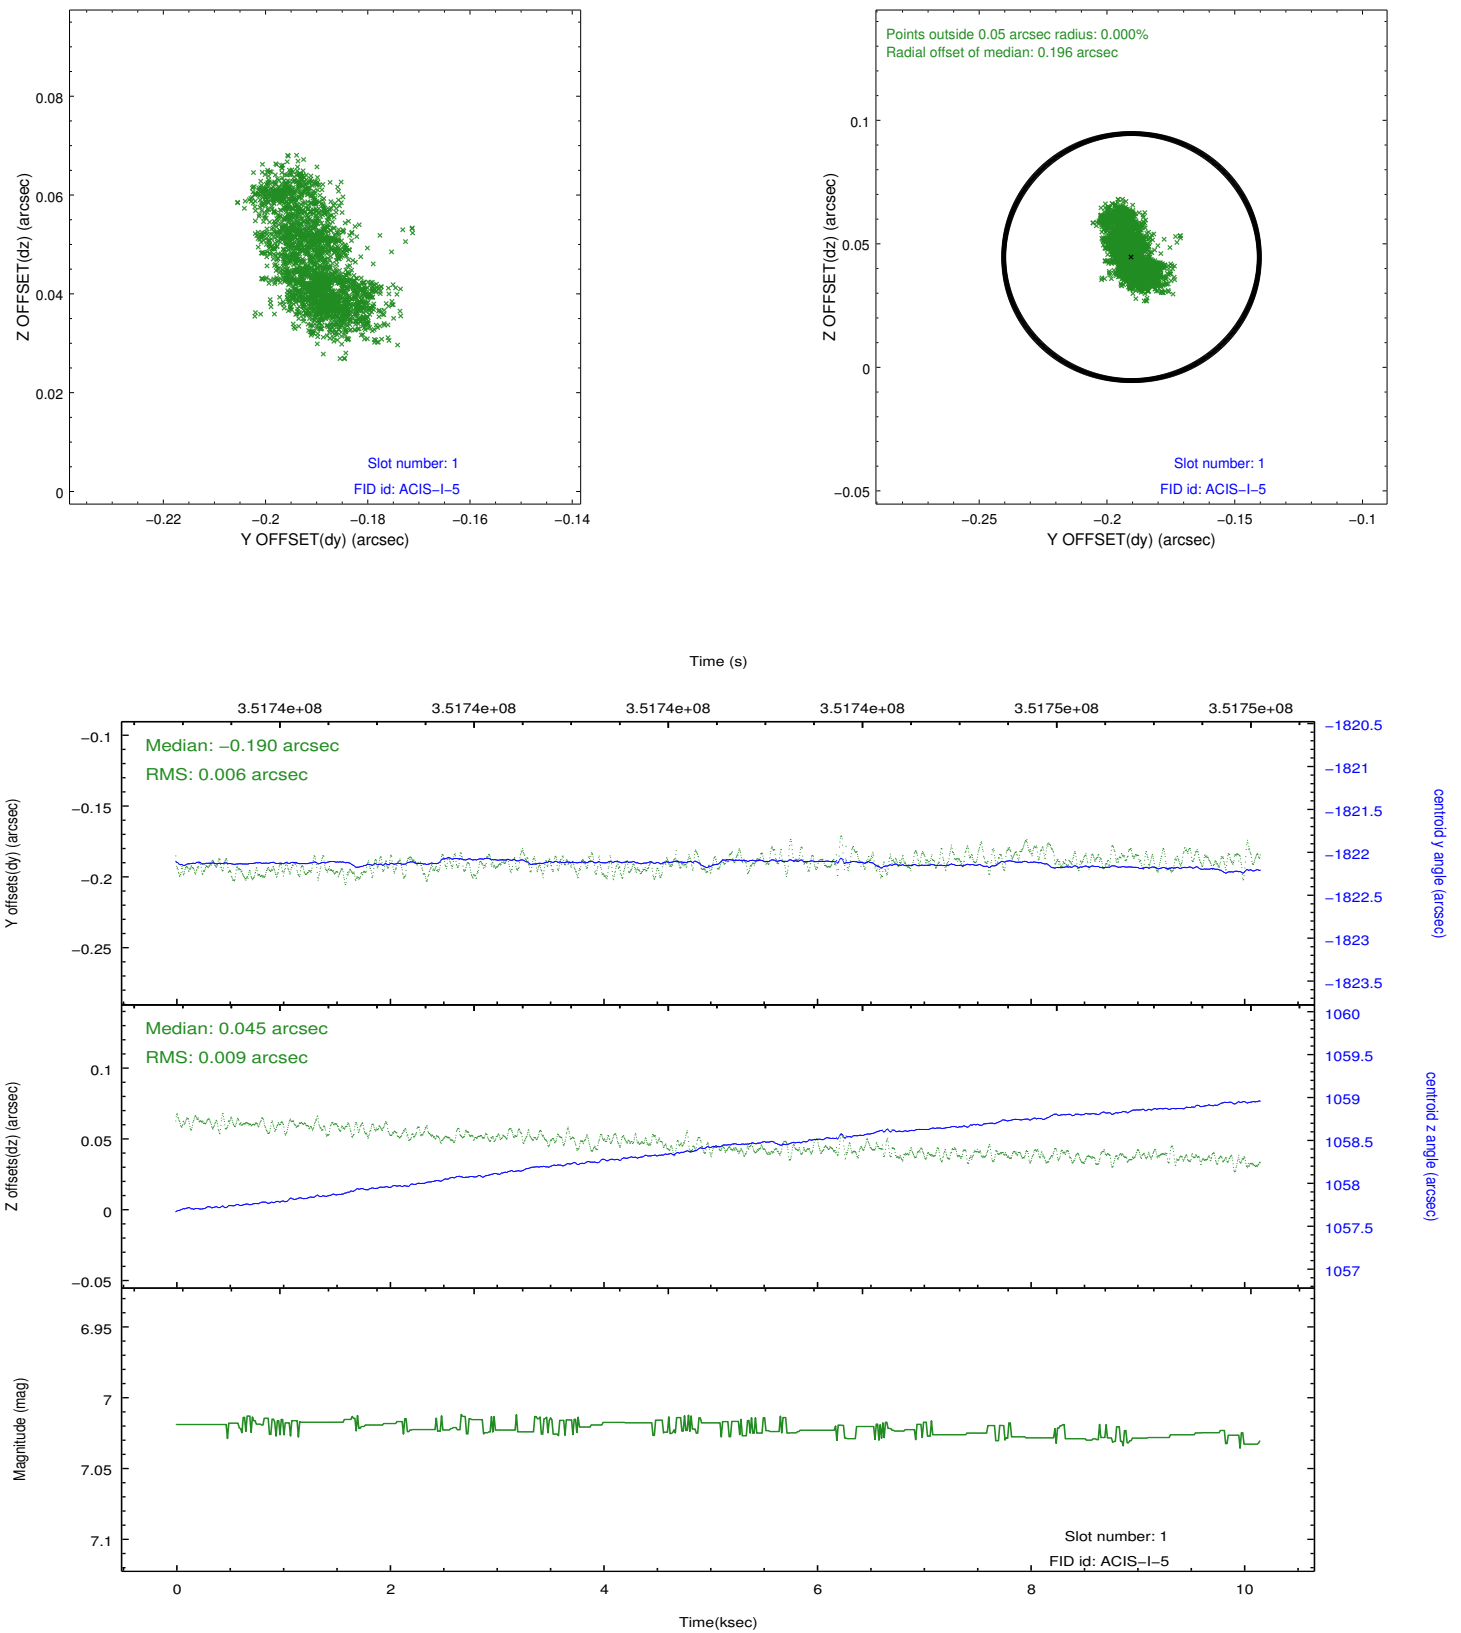 0.08
0.06
0.04
0.02
0
Z OFFSET(dz) (arcsec)
Slot number: 1
FID id: ACIS−I−5
−0.22 −0.2 −0.18 −0.16 −0.14
Y OFFSET(dy) (arcsec)
Points outside 0.05 arcsec radius: 0.000%
Radial offset of median: 0.196 arcsec
0.1
0.05
0
−0.05
Z OFFSET(dz) (arcsec)
Slot number: 1
FID id: ACIS−I−5
−0.25 −0.2 −0.15 −0.1
Y OFFSET(dy) (arcsec)
Time (s)
3.5174e+08 3.5174e+08 3.5174e+08 3.5174e+08 3.5175e+08 3.5175e+08
Median: −0.190 arcsec
RMS: 0.006 arcsec
−0.1
−0.15
−0.2
−0.25
Y offsets(dy) (arcsec)
−1820.5
−1821
−1821.5
−1822
−1822.5
−1823
−1823.5
centroid y angle (arcsec)
Median: 0.045 arcsec
RMS: 0.009 arcsec
0.1
0.05
0
−0.05
Z offsets(dz) (arcsec)
1060
1059.5
1059
1058.5
1058
1057.5
1057
centroid z angle (arcsec)
6.95
7
7.05
7.1
Magnitude (mag)
Slot number: 1
FID id: ACIS−I−5
0 2 4 6 8 10
Time(ksec)